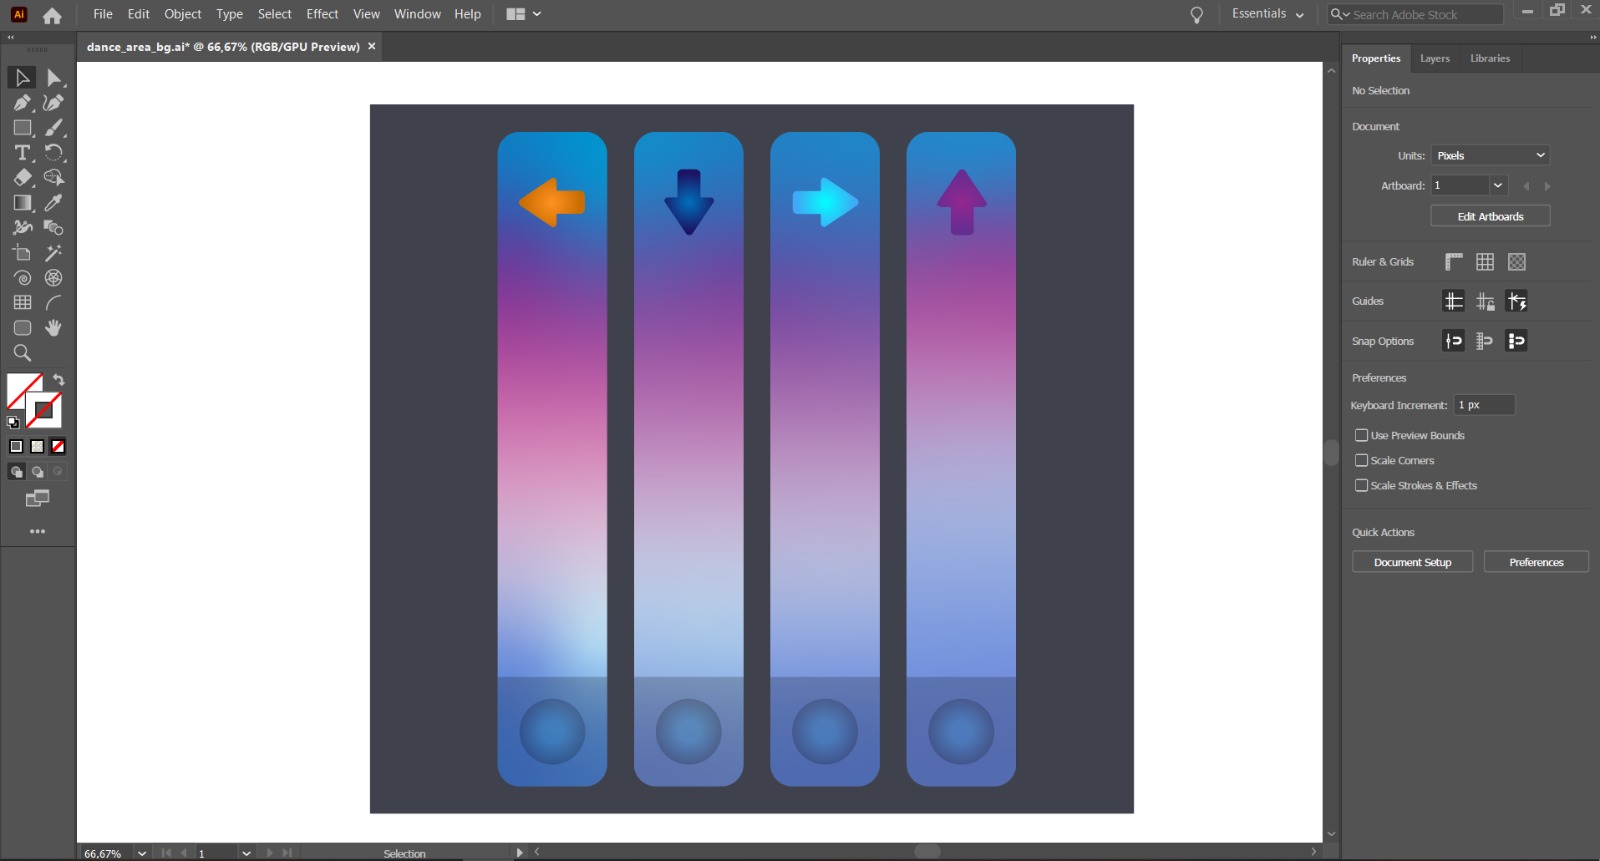 Ai File Edit Object Type Select Effect View Window Help Essentials Search Adobe Stock
dance_area_bg.ai* @ 66,67% (RGB/GPU Preview) ×
Properties Layers Libraries
No Selection
Document
Units: Pixels
Artboard: 1
Edit Artboards
Ruler & Grids
Guides
Snap Options
Preferences
Keyboard Increment: 1 px
Use Preview Bounds
Scale Corners
Scale Strokes & Effects
Quick Actions
Document Setup Preferences
66,67% 1 Selection